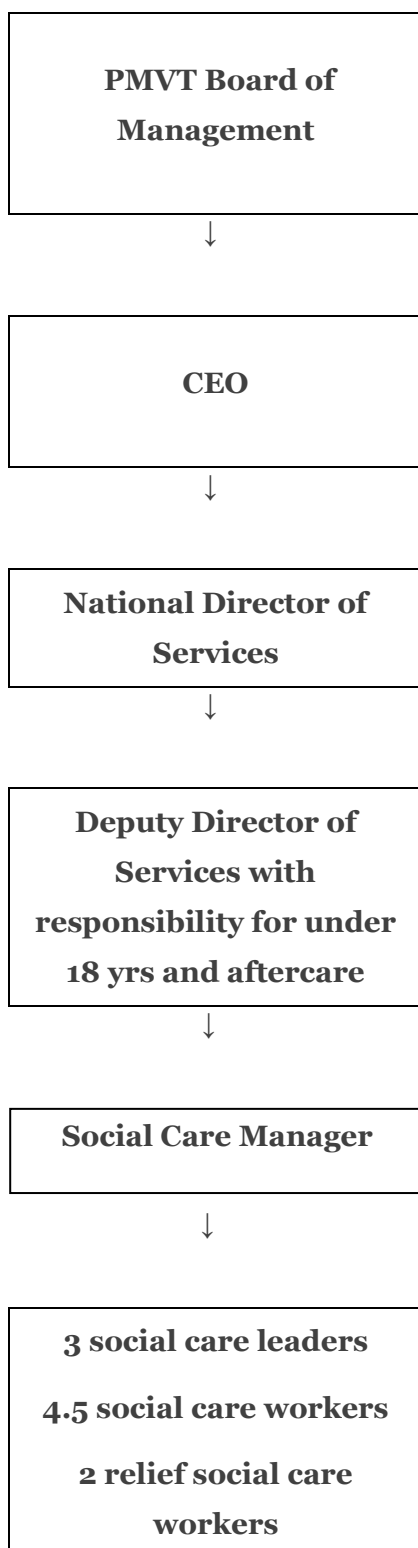 PMVT Board of
Management
↓
CEO
↓
National Director of
Services
↓
Deputy Director of
Services with
responsibility for under
18 yrs and aftercare
↓
Social Care Manager
↓
3 social care leaders
4.5 social care workers
2 relief social care
workers